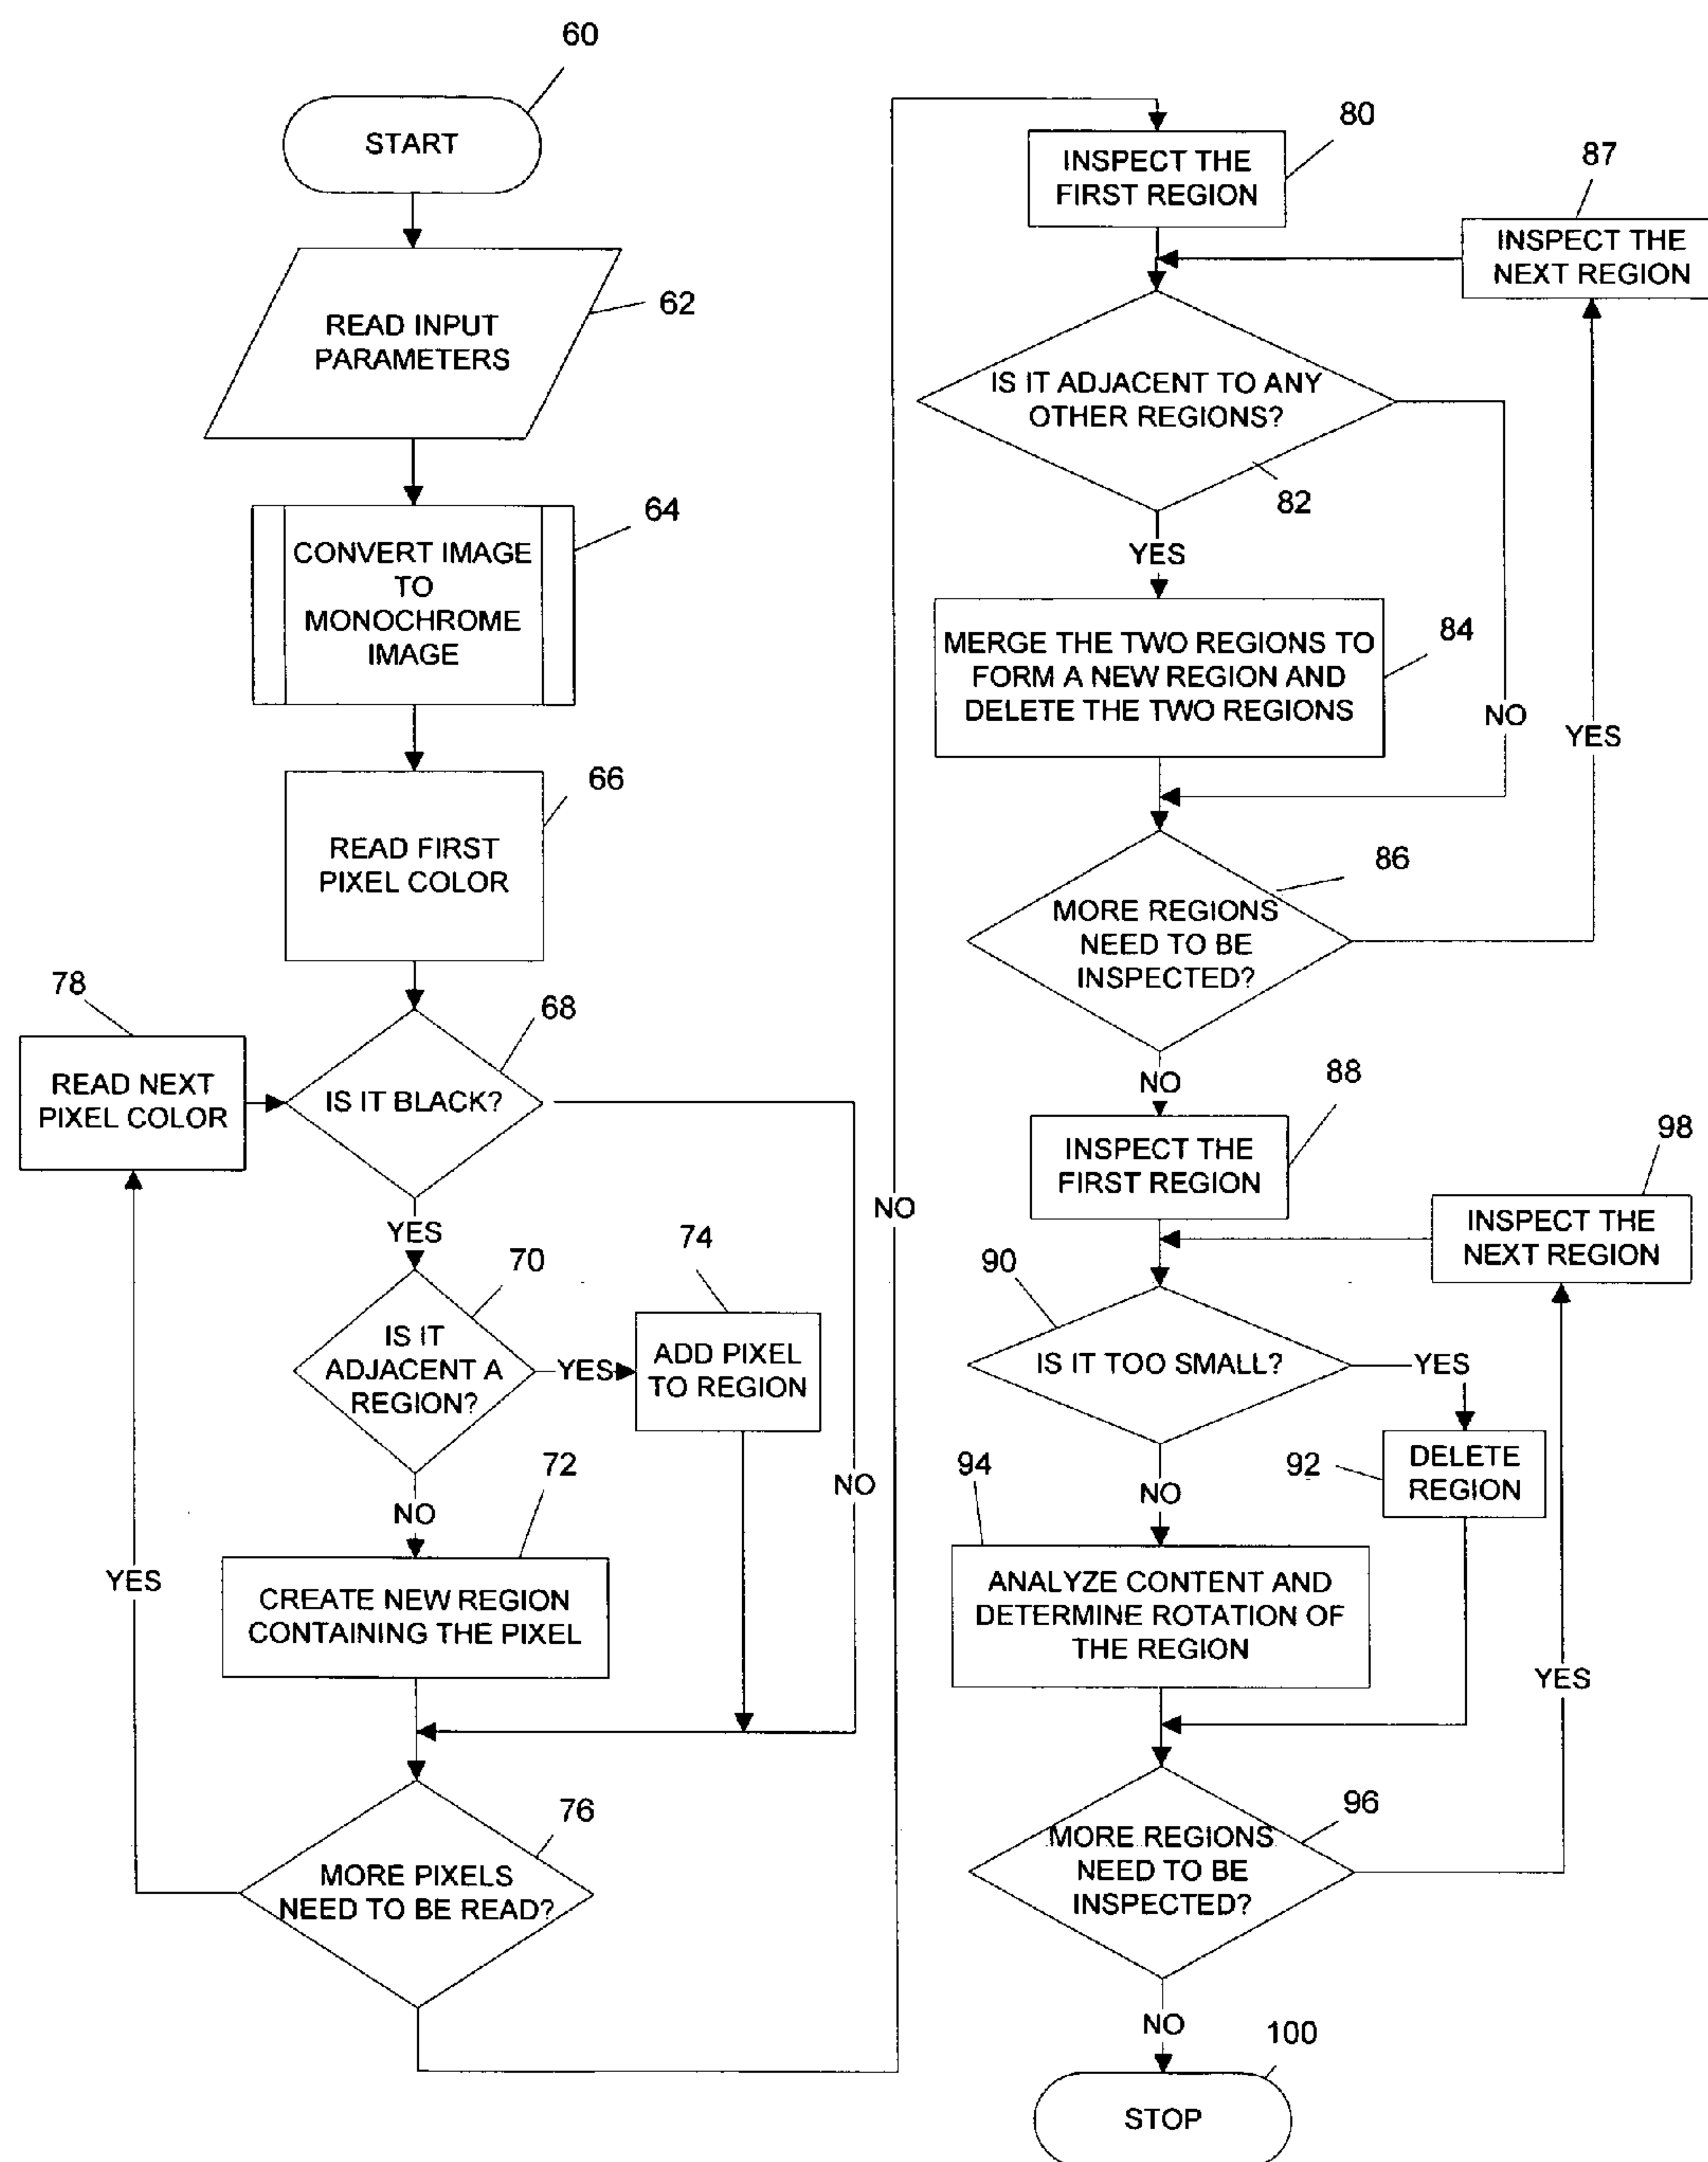 60
START
62
READ INPUT
PARAMETERS
64
CONVERT IMAGE
TO
MONOCHROME
IMAGE
66
READ FIRST
PIXEL COLOR
78
READ NEXT
PIXEL COLOR
68
IS IT BLACK?
YES
NO
70
IS IT
ADJACENT A
REGION?
YES
74
ADD PIXEL
TO REGION
NO
72
CREATE NEW REGION
CONTAINING THE PIXEL
YES
76
MORE PIXELS
NEED TO BE READ?
NO
80
INSPECT THE
FIRST REGION
87
INSPECT THE
NEXT REGION
IS IT ADJACENT TO ANY
OTHER REGIONS?
82
YES
NO
84
MERGE THE TWO REGIONS TO
FORM A NEW REGION AND
DELETE THE TWO REGIONS
YES
86
MORE REGIONS
NEED TO BE
INSPECTED?
NO
88
INSPECT THE
FIRST REGION
98
INSPECT THE
NEXT REGION
90
IS IT TOO SMALL?
YES
92
DELETE
REGION
NO
94
ANALYZE CONTENT AND
DETERMINE ROTATION OF
THE REGION
YES
96
MORE REGIONS
NEED TO BE
INSPECTED?
NO
100
STOP